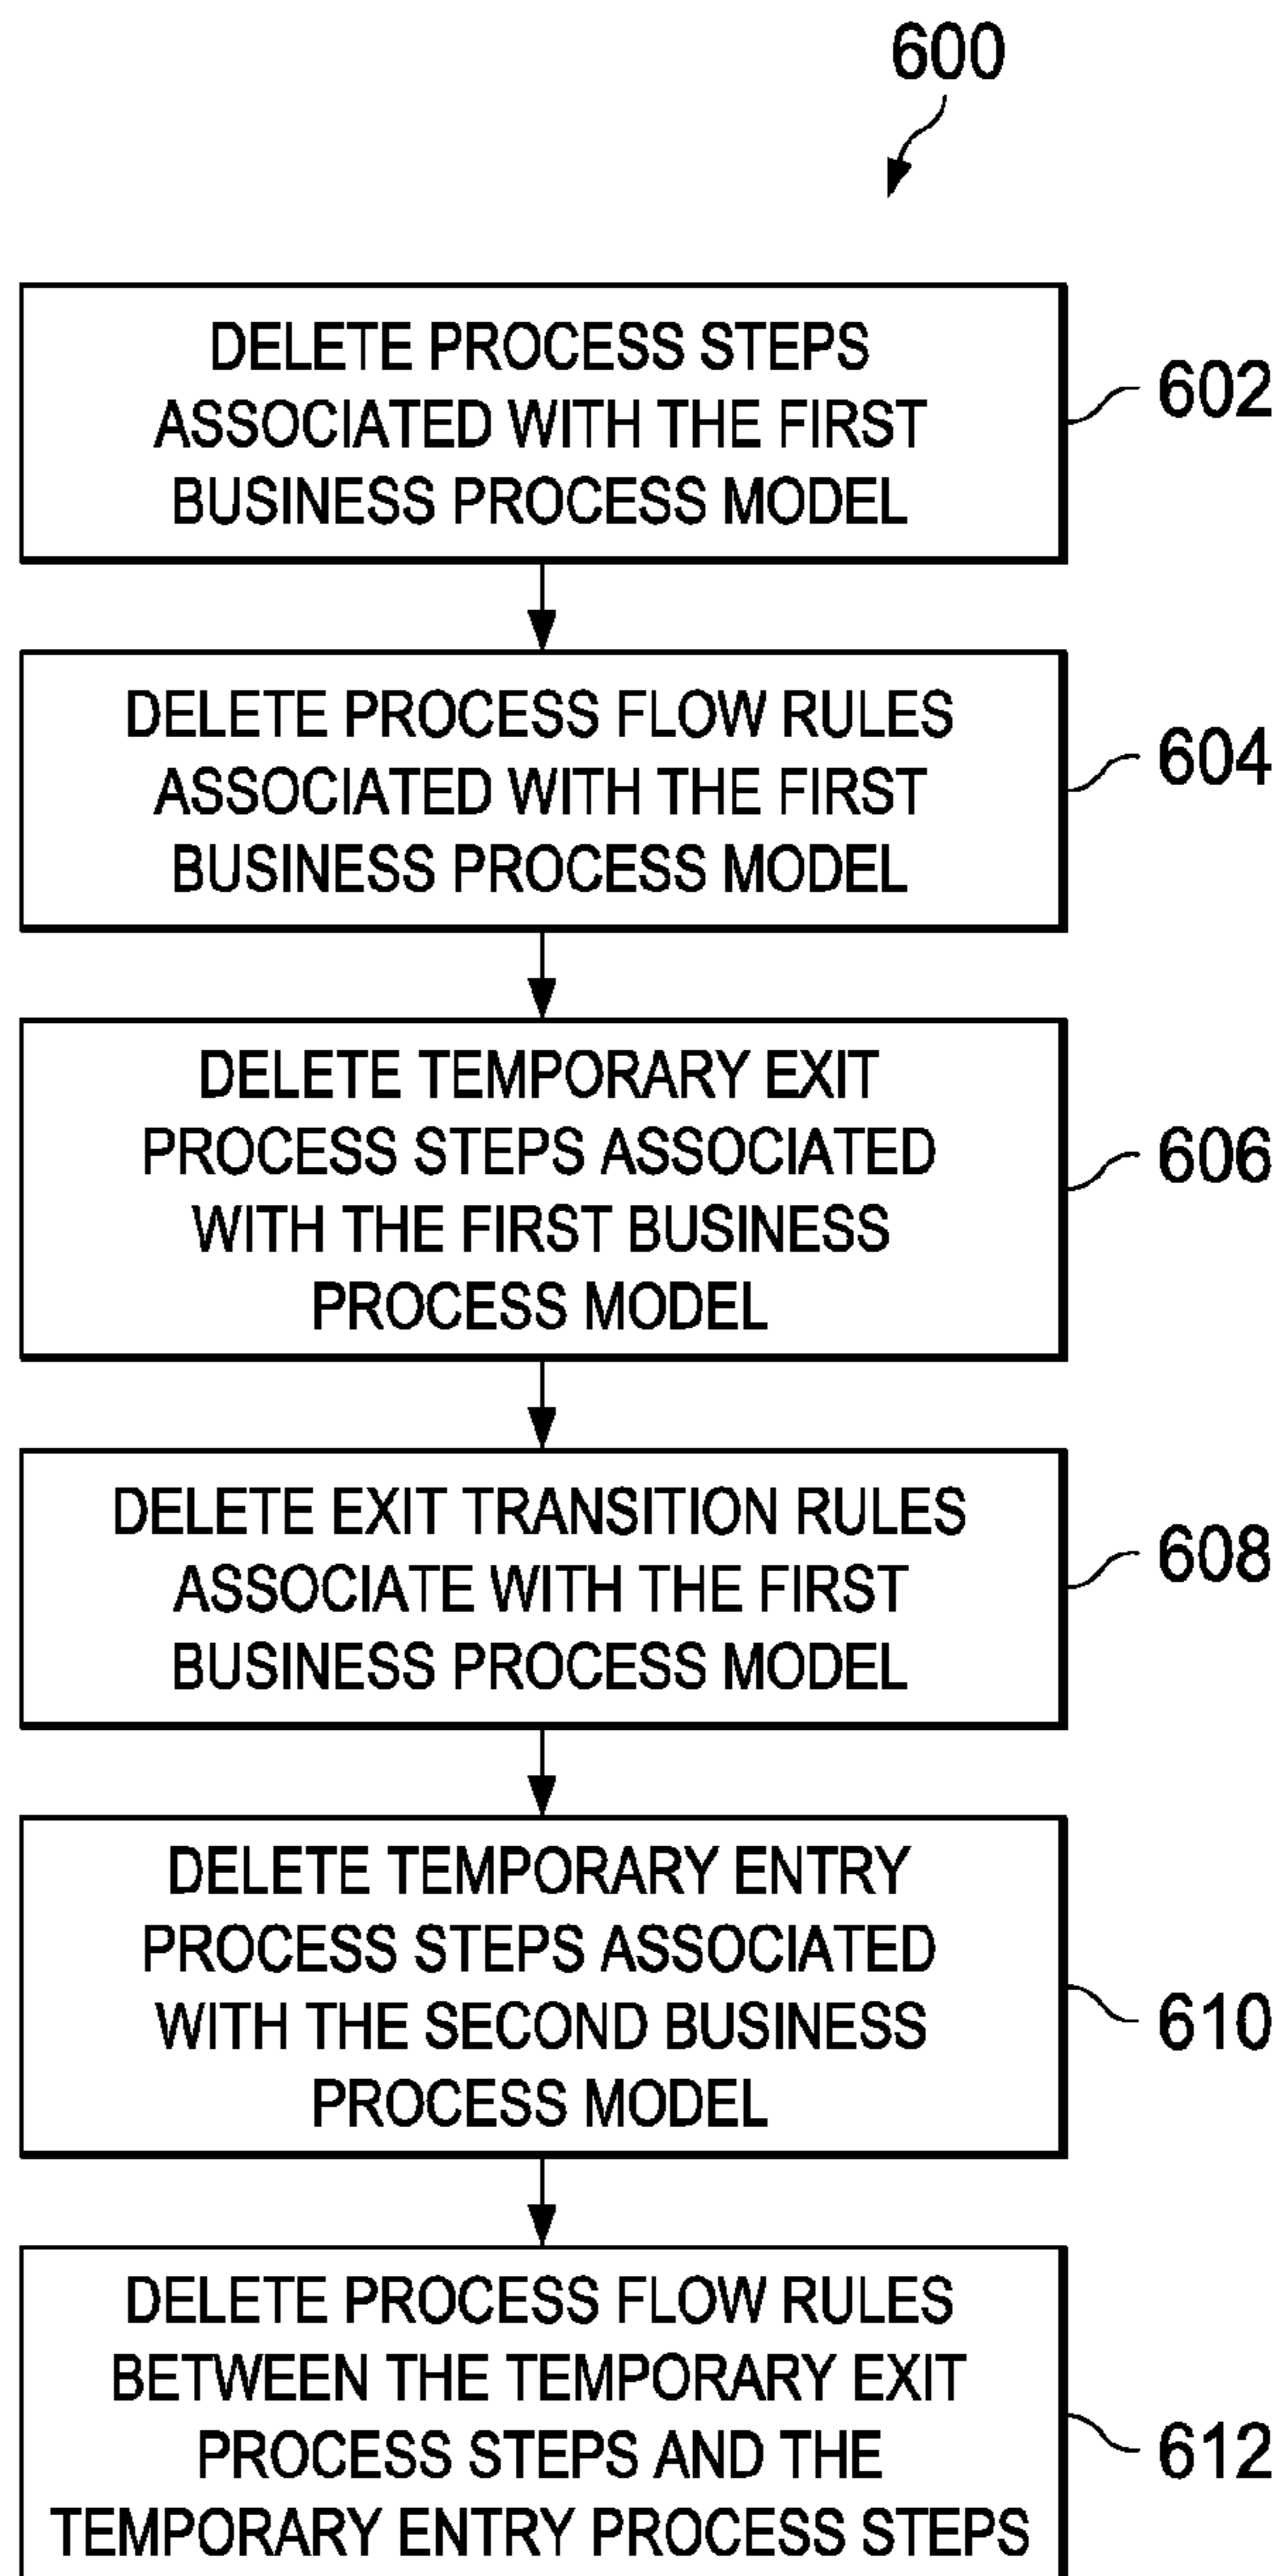 600
DELETE PROCESS STEPS
ASSOCIATED WITH THE FIRST
BUSINESS PROCESS MODEL
602
DELETE PROCESS FLOW RULES
ASSOCIATED WITH THE FIRST
BUSINESS PROCESS MODEL
604
DELETE TEMPORARY EXIT
PROCESS STEPS ASSOCIATED
WITH THE FIRST BUSINESS
PROCESS MODEL
606
DELETE EXIT TRANSITION RULES
ASSOCIATE WITH THE FIRST
BUSINESS PROCESS MODEL
608
DELETE TEMPORARY ENTRY
PROCESS STEPS ASSOCIATED
WITH THE SECOND BUSINESS
PROCESS MODEL
610
DELETE PROCESS FLOW RULES
BETWEEN THE TEMPORARY EXIT
PROCESS STEPS AND THE
TEMPORARY ENTRY PROCESS STEPS
612